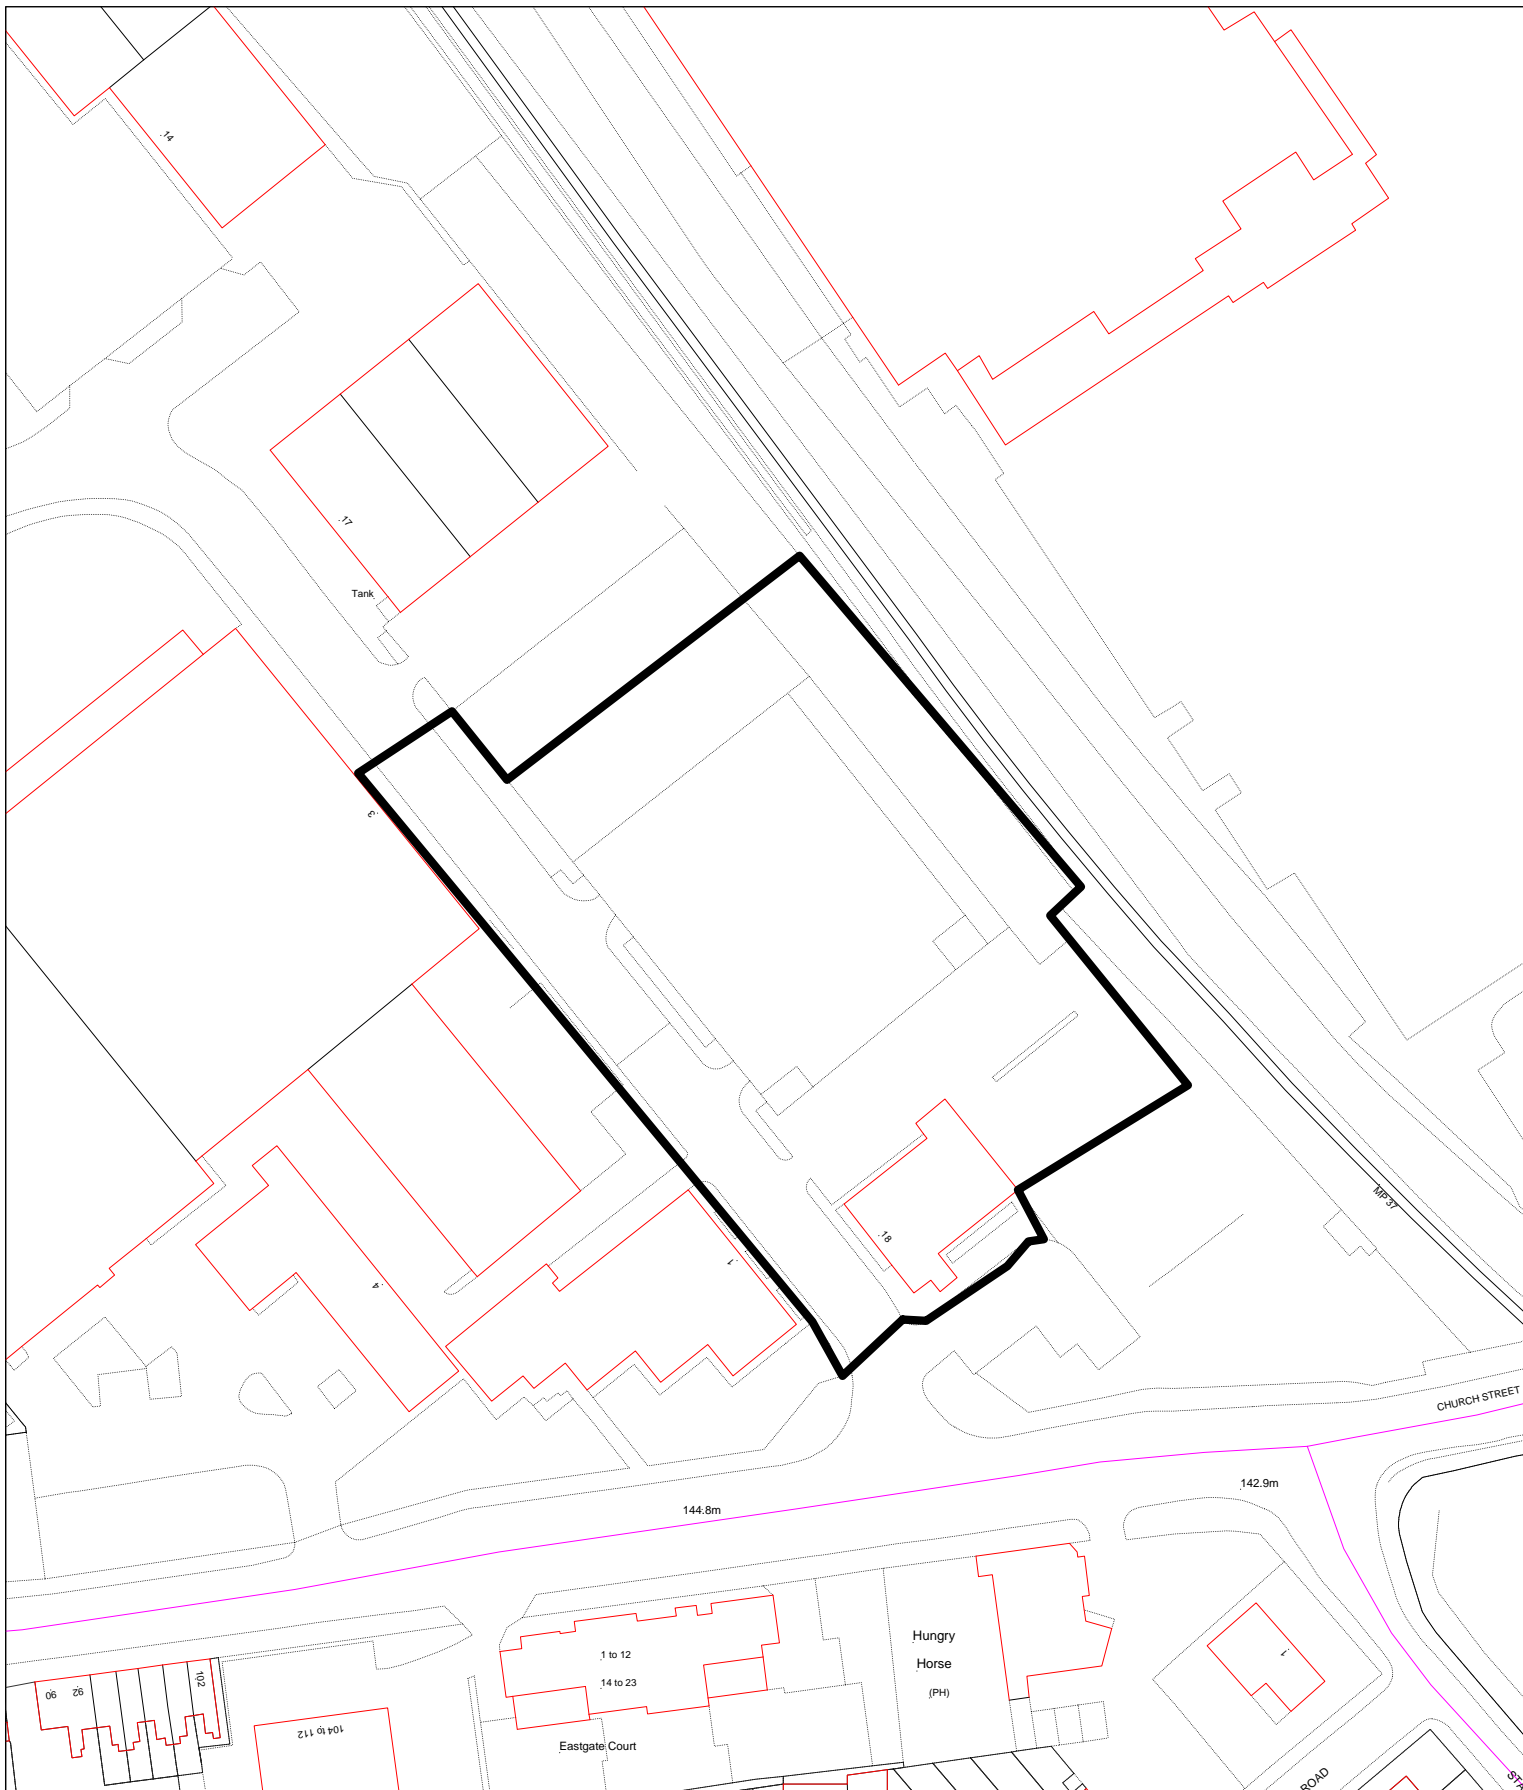 14
17
Tank
3
18
1
4
MP 37
CHURCH STREET
142.9m
144.8m
Hungry
Horse
(PH)
1 to 12
14 to 23
1
90
92
102
104 to 112
Eastgate Court
ROAD